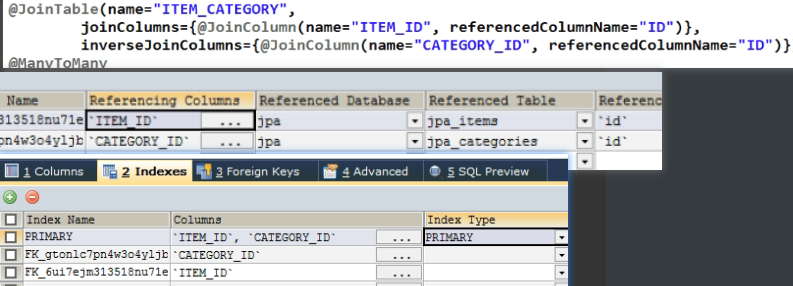 @JoinTable(name="ITEM_CATEGORY",
joinColumns={@JoinColumn(name="ITEM_ID", referencedColumnName="ID")},
inverseJoinColumns={@JoinColumn(name="CATEGORY_ID", referencedColumnName="ID")}
@ManyToMany
Name Referencing Columns Referenced Database Referenced Table Referenc
313518nu71e `ITEM_ID` ... jpa jpa_items `id`
pn4w3o4yljb `CATEGORY_ID` ... jpa jpa_categories `id`
1 Columns 2 Indexes 3 Foreign Keys 4 Advanced 5 SQL Preview
Index Name Columns Index Type
PRIMARY `ITEM_ID`, `CATEGORY_ID` ... PRIMARY
FK_gtonlc7pn4w3o4yljb `CATEGORY_ID` ...
FK_6ui7ejm313518nu71e `ITEM_ID` ...